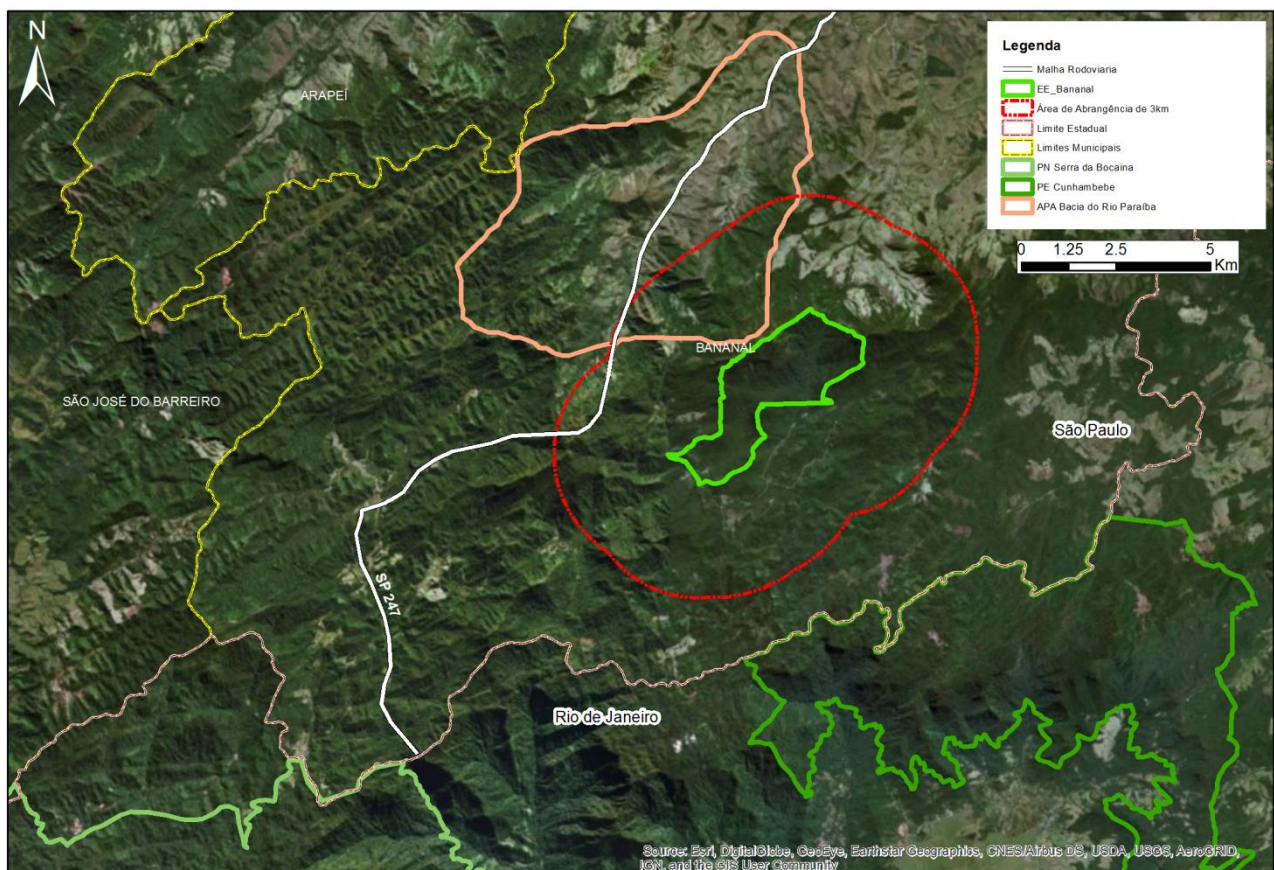 N
ARAPEÍ
Legenda
Malha Rodoviaria
EE_Bananal
Área de Abrangência de 3km
Limite Estadual
Limites Municipais
PN Serra da Bocaina
PE Cunhambebe
APA Bacia do Rio Paraíba
0 1.25 2.5 5
Km
BANANAL
SÃO JOSÉ DO BARREIRO
São Paulo
SP 247
Rio de Janeiro
Source: Esri, DigitalGlobe, GeoEye, Earthstar Geographics, CNES/Airbus DS, USDA, USGS, AeroGRID,
IGN, and the GIS User Community